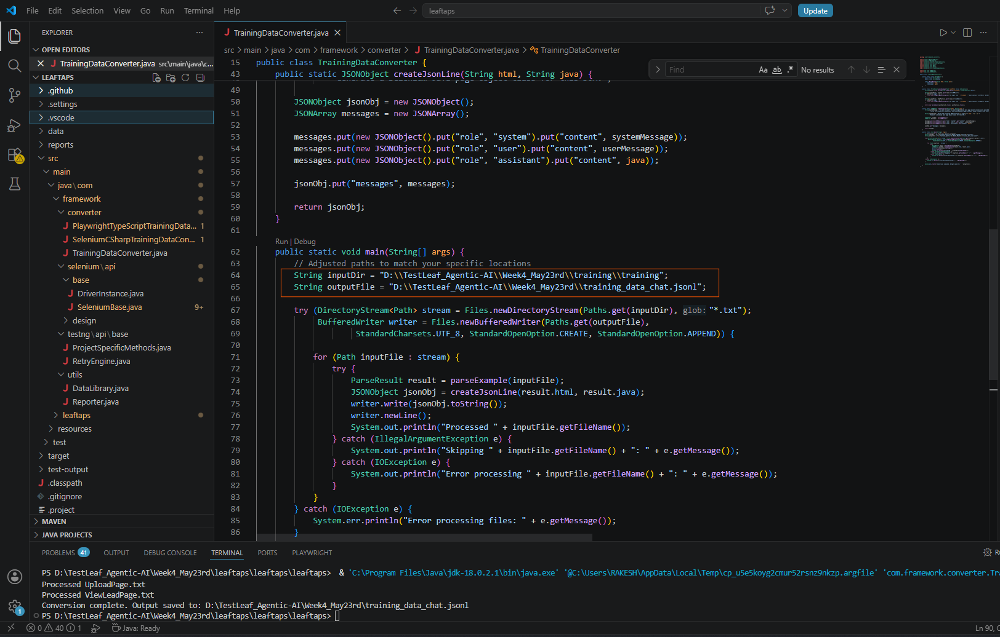 File Edit Selection View Go Run Terminal Help
leaftaps
Update
EXPLORER
OPEN EDITORS
TrainingDataConverter.java src\main\java\c...
LEAFTAPS
.github
.settings
.vscode
data
reports
src
main
java\com
framework
converter
PlaywrightTypeScriptTrainingData... 1
SeleniumCSharpTrainingDataCon... 1
TrainingDataConverter.java
selenium\api
base
DriverInstance.java
SeleniumBase.java 9+
design
testng\api\base
ProjectSpecificMethods.java
RetryEngine.java
utils
DataLibrary.java
Reporter.java
leaftaps
resources
test
target
test-output
.classpath
.gitignore
.project
MAVEN
JAVA PROJECTS
TrainingDataConverter.java
src > main > java > com > framework > converter > TrainingDataConverter.java > TrainingDataConverter
Find
Aa ab .* No results
15 public class TrainingDataConverter {
43 public static JSONObject createJsonLine(String html, String java) {
49
50 JSONObject jsonObj = new JSONObject();
51 JSONArray messages = new JSONArray();
52
53 messages.put(new JSONObject().put("role", "system").put("content", systemMessage));
54 messages.put(new JSONObject().put("role", "user").put("content", userMessage));
55 messages.put(new JSONObject().put("role", "assistant").put("content", java));
56
57 jsonObj.put("messages", messages);
58
59 return jsonObj;
60 }
61
Run | Debug
62 public static void main(String[] args) {
63 // Adjusted paths to match your specific locations
64 String inputDir = "D:\\TestLeaf_Agentic-AI\\Week4_May23rd\\training\\training";
65 String outputFile = "D:\\TestLeaf_Agentic-AI\\Week4_May23rd\\training_data_chat.jsonl";
66
67 try (DirectoryStream<Path> stream = Files.newDirectoryStream(Paths.get(inputDir), glob: "*.txt");
68 BufferedWriter writer = Files.newBufferedWriter(Paths.get(outputFile),
69 StandardCharsets.UTF_8, StandardOpenOption.CREATE, StandardOpenOption.APPEND)) {
70
71 for (Path inputFile : stream) {
72 try {
73 ParseResult result = parseExample(inputFile);
74 JSONObject jsonObj = createJsonLine(result.html, result.java);
75 writer.write(jsonObj.toString());
76 writer.newLine();
77 System.out.println("Processed " + inputFile.getFileName());
78 } catch (IllegalArgumentException e) {
79 System.out.println("Skipping " + inputFile.getFileName() + ": " + e.getMessage());
80 } catch (IOException e) {
81 System.out.println("Error processing " + inputFile.getFileName() + ": " + e.getMessage());
82 }
83 }
84 } catch (IOException e) {
85 System.err.println("Error processing files: " + e.getMessage());
86 }
PROBLEMS 41 OUTPUT DEBUG CONSOLE TERMINAL PORTS PLAYWRIGHT
PS D:\TestLeaf_Agentic-AI\Week4_May23rd\leaftaps\leaftaps\leaftaps> & 'C:\Program Files\Java\jdk-18.0.2.1\bin\java.exe' '@C:\Users\RAKESH\AppData\Local\Temp\cp_u5e5koyg2cmur52rsnz9nkzp.argfile' 'com.framework.converter.Tra
Processed UploadPage.txt
Processed ViewLeadPage.txt
Conversion complete. Output saved to: D:\TestLeaf_Agentic-AI\Week4_May23rd\training_data_chat.jsonl
PS D:\TestLeaf_Agentic-AI\Week4_May23rd\leaftaps\leaftaps\leaftaps>
1
0 40 1 Java: Ready
Ln 90, C